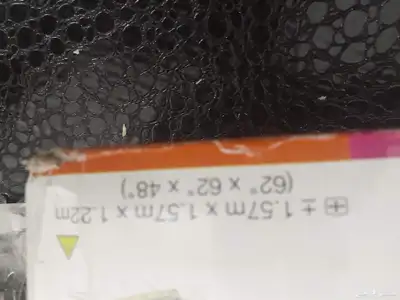 ± 1.57m x 1.57m x 1.22m
(62" x 62" x 48")